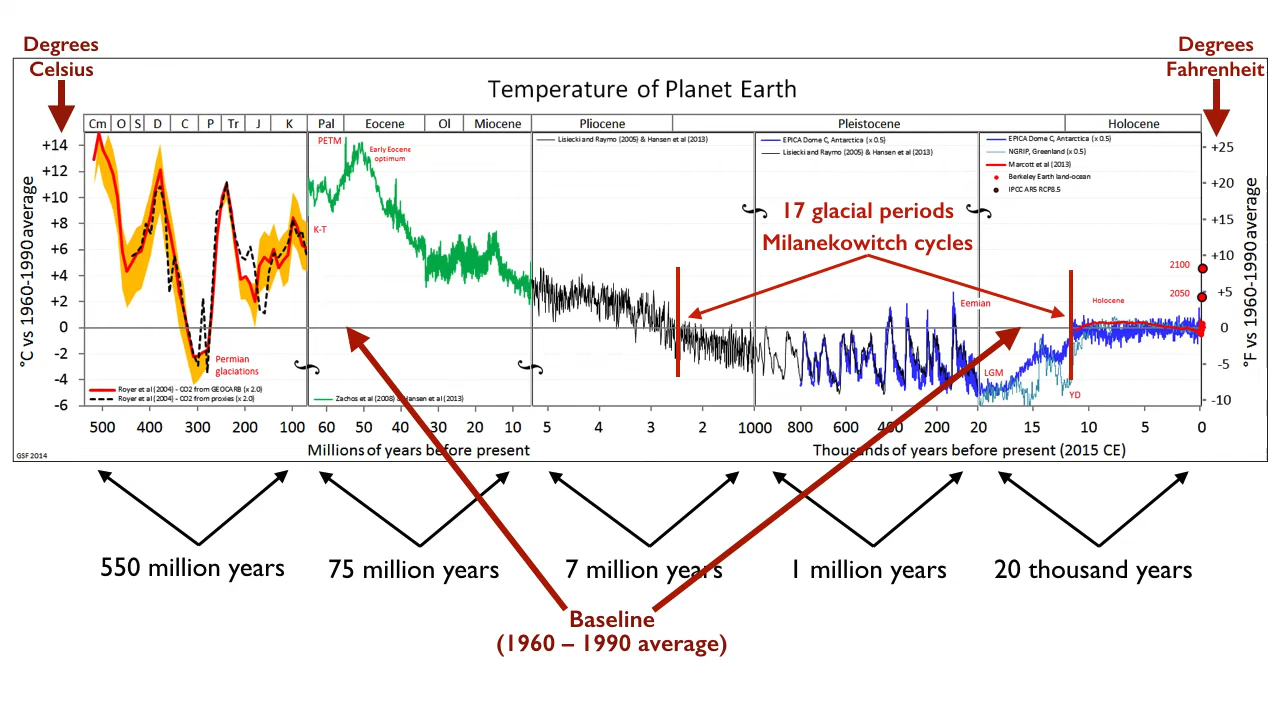 Degrees
Celsius
Degrees
Fahrenheit
Temperature of Planet Earth
Cm O S D C P Tr J K Pal Eocene Ol Miocene Pliocene Pleistocene Holocene
°C vs 1960-1990 average
+14
+12
+10
+8
+6
+4
+2
0
-2
-4
-6
PETM
Early Eocene
optimum
K-T
Permian
glaciations
Royer et al (2004) - CO2 from GEOCARB (x 2.0)
Royer et al (2004) - CO2 from proxies (x 2.0)
Zachos et al (2008) & Hansen et al (2013)
Lisiecki and Raymo (2005) & Hansen et al (2013)
EPICA Dome C, Antarctica (x 0.5)
Lisiecki and Raymo (2005) & Hansen et al (2013)
EPICA Dome C, Antarctica (x 0.5)
NGRIP, Greenland (x 0.5)
Marcott et al (2013)
Berkeley Earth land-ocean
IPCC AR5 RCP8.5
17 glacial periods
Milanekowitch cycles
Eemian
LGM
YD
Holocene
2100
2050
+25
+20
+15
+10
+5
0
-5
-10
°F vs 1960-1990 average
500 400 300 200 100 60 50 40 30 20 10 5 4 3 2 1000 800 600 400 200 20 15 10 5 0
Millions of years before present
Thousands of years before present (2015 CE)
GSF 2014
550 million years
75 million years
7 million years
1 million years
20 thousand years
Baseline
(1960 – 1990 average)